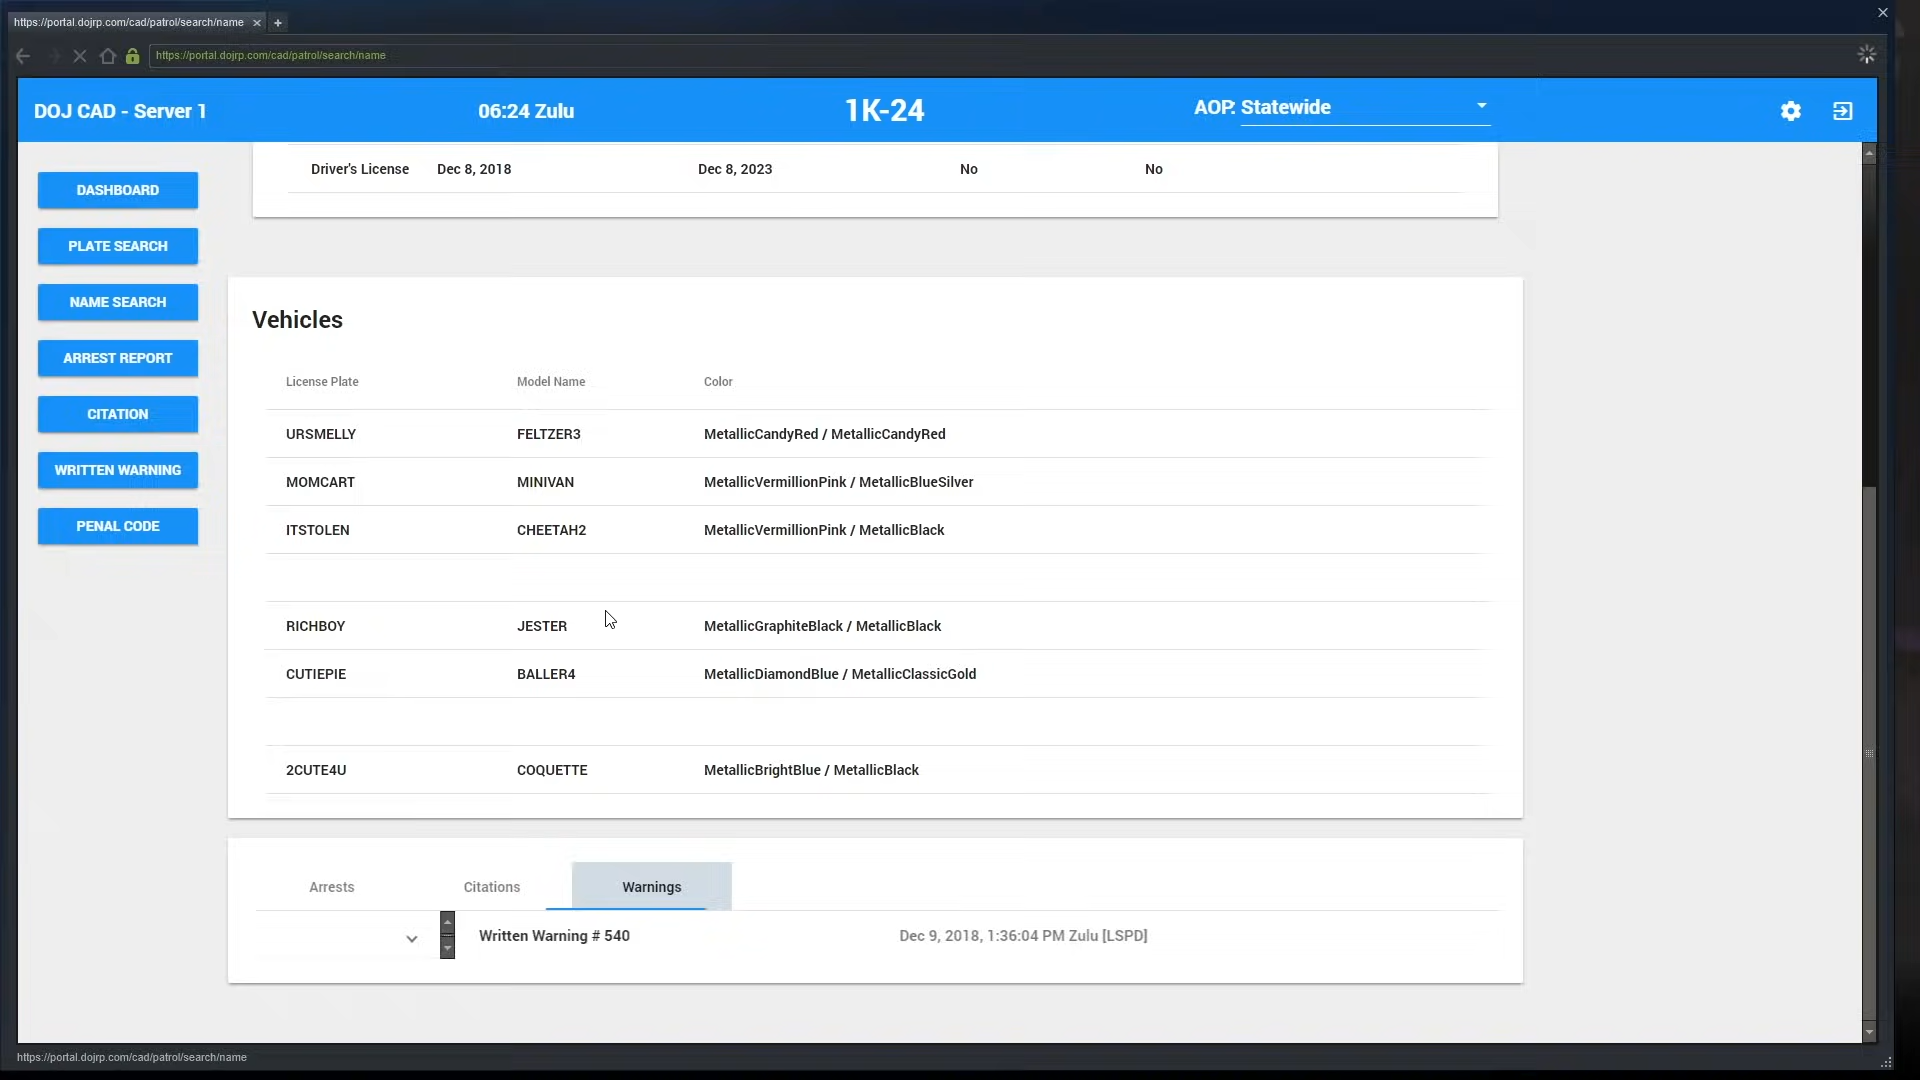 https://portal.dojrp.com/cad/patrol/search/name
https://portal.dojrp.com/cad/patrol/search/name
DOJ CAD - Server 1
06:24 Zulu
1K-24
AOP: Statewide
DASHBOARD
PLATE SEARCH
NAME SEARCH
ARREST REPORT
CITATION
WRITTEN WARNING
PENAL CODE
Driver's License Dec 8, 2018 Dec 8, 2023 No No
Vehicles
License Plate Model Name Color
URSMELLY FELTZER3 MetallicCandyRed / MetallicCandyRed
MOMCART MINIVAN MetallicVermillionPink / MetallicBlueSilver
ITSTOLEN CHEETAH2 MetallicVermillionPink / MetallicBlack
RICHBOY JESTER MetallicGraphiteBlack / MetallicBlack
CUTIEPIE BALLER4 MetallicDiamondBlue / MetallicClassicGold
2CUTE4U COQUETTE MetallicBrightBlue / MetallicBlack
Arrests Citations Warnings
Written Warning # 540 Dec 9, 2018, 1:36:04 PM Zulu [LSPD]
https://portal.dojrp.com/cad/patrol/search/name